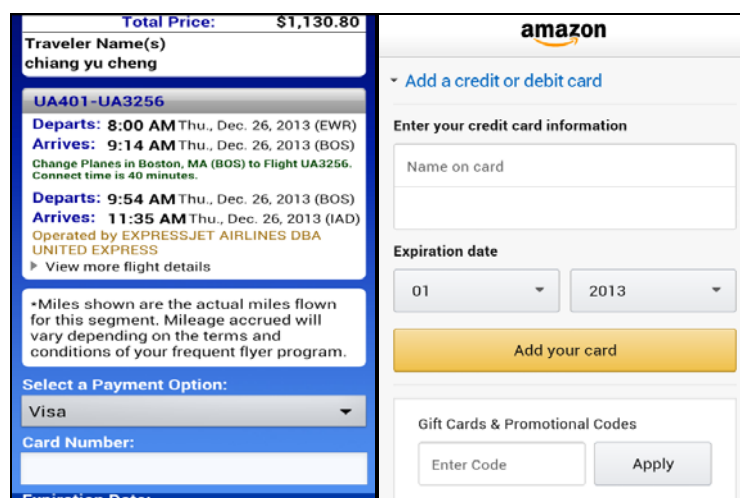 Total Price: $1,130.80
Traveler Name(s)
chiang yu cheng
UA401-UA3256
Departs: 8:00 AM Thu., Dec. 26, 2013 (EWR)
Arrives: 9:14 AM Thu., Dec. 26, 2013 (BOS)
Change Planes in Boston, MA (BOS) to Flight UA3256.
Connect time is 40 minutes.
Departs: 9:54 AM Thu., Dec. 26, 2013 (BOS)
Arrives: 11:35 AM Thu., Dec. 26, 2013 (IAD)
Operated by EXPRESSJET AIRLINES DBA
UNITED EXPRESS
View more flight details
*Miles shown are the actual miles flown
for this segment. Mileage accrued will
vary depending on the terms and
conditions of your frequent flyer program.
Select a Payment Option:
Visa
Card Number:
Expiration Date:
amazon
Add a credit or debit card
Enter your credit card information
Name on card
Expiration date
01 2013
Add your card
Gift Cards & Promotional Codes
Enter Code Apply